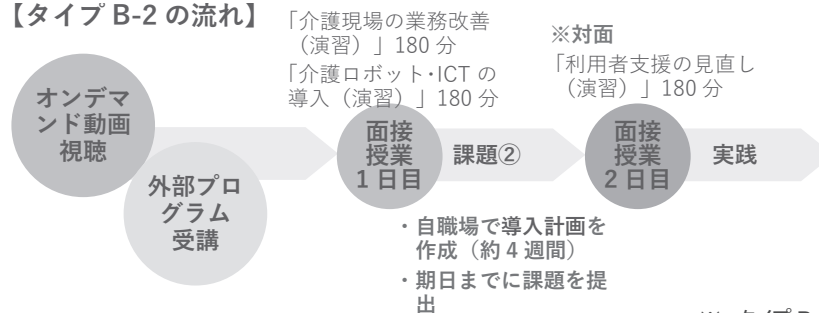 【タイプ B-2 の流れ】
「介護現場の業務改善
（演習）」180 分
「介護ロボット・ICT の
導入（演習）」180 分
※対面
「利用者支援の見直し
（演習）」180 分
オンデマ
ンド動画
視聴
外部プロ
グラム
受講
面接
授業
1 日目
課題②
面接
授業
2 日目
実践
・自職場で導入計画を
作成（約 4 週間）
・期日までに課題を提
出